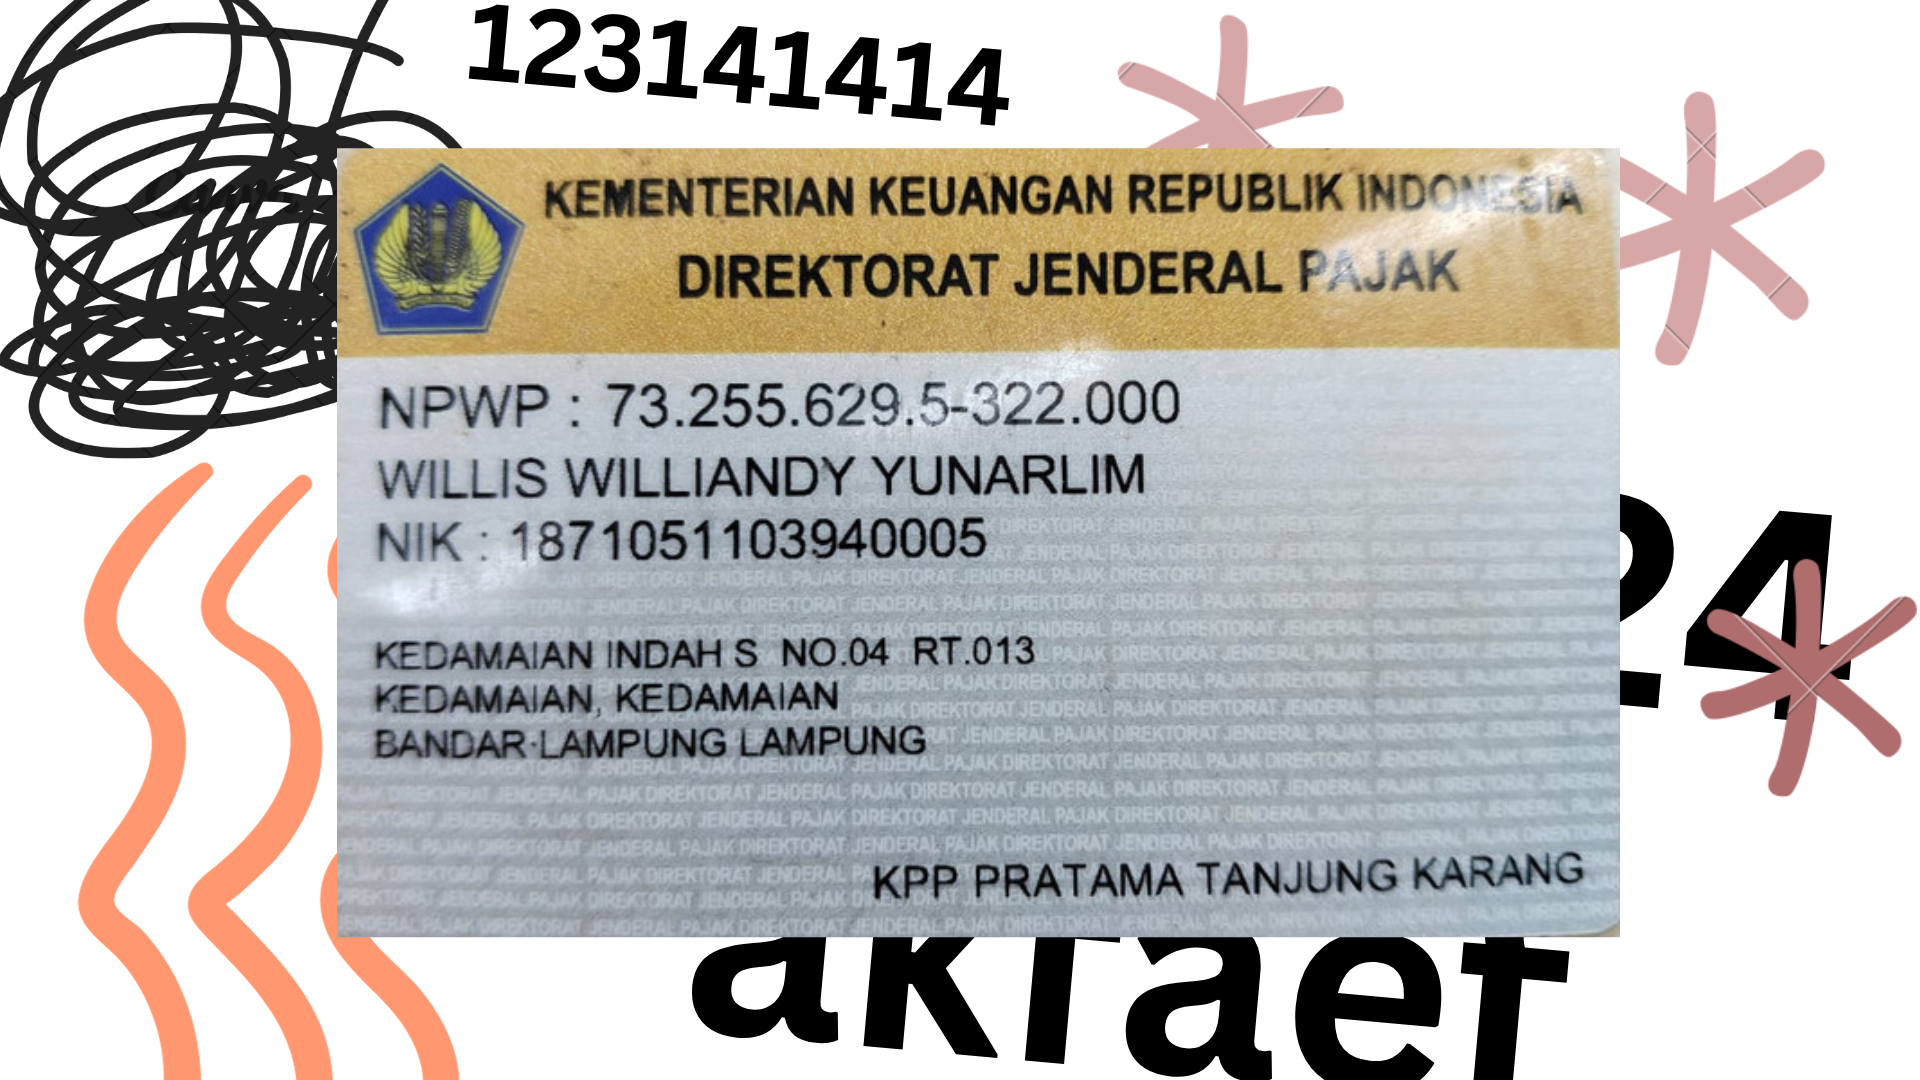 123141414
KEMENTERIAN KEUANGAN REPUBLIK INDONESIA
DIREKTORAT JENDERAL PAJAK
NPWP : 73.255.629.5-322.000
WILLIS WILLIANDY YUNARLIM
NIK : 1871051103940005
KEDAMAIAN INDAH S NO.04 RT.013
KEDAMAIAN, KEDAMAIAN
BANDAR LAMPUNG LAMPUNG
KPP PRATAMA TANJUNG KARANG
24